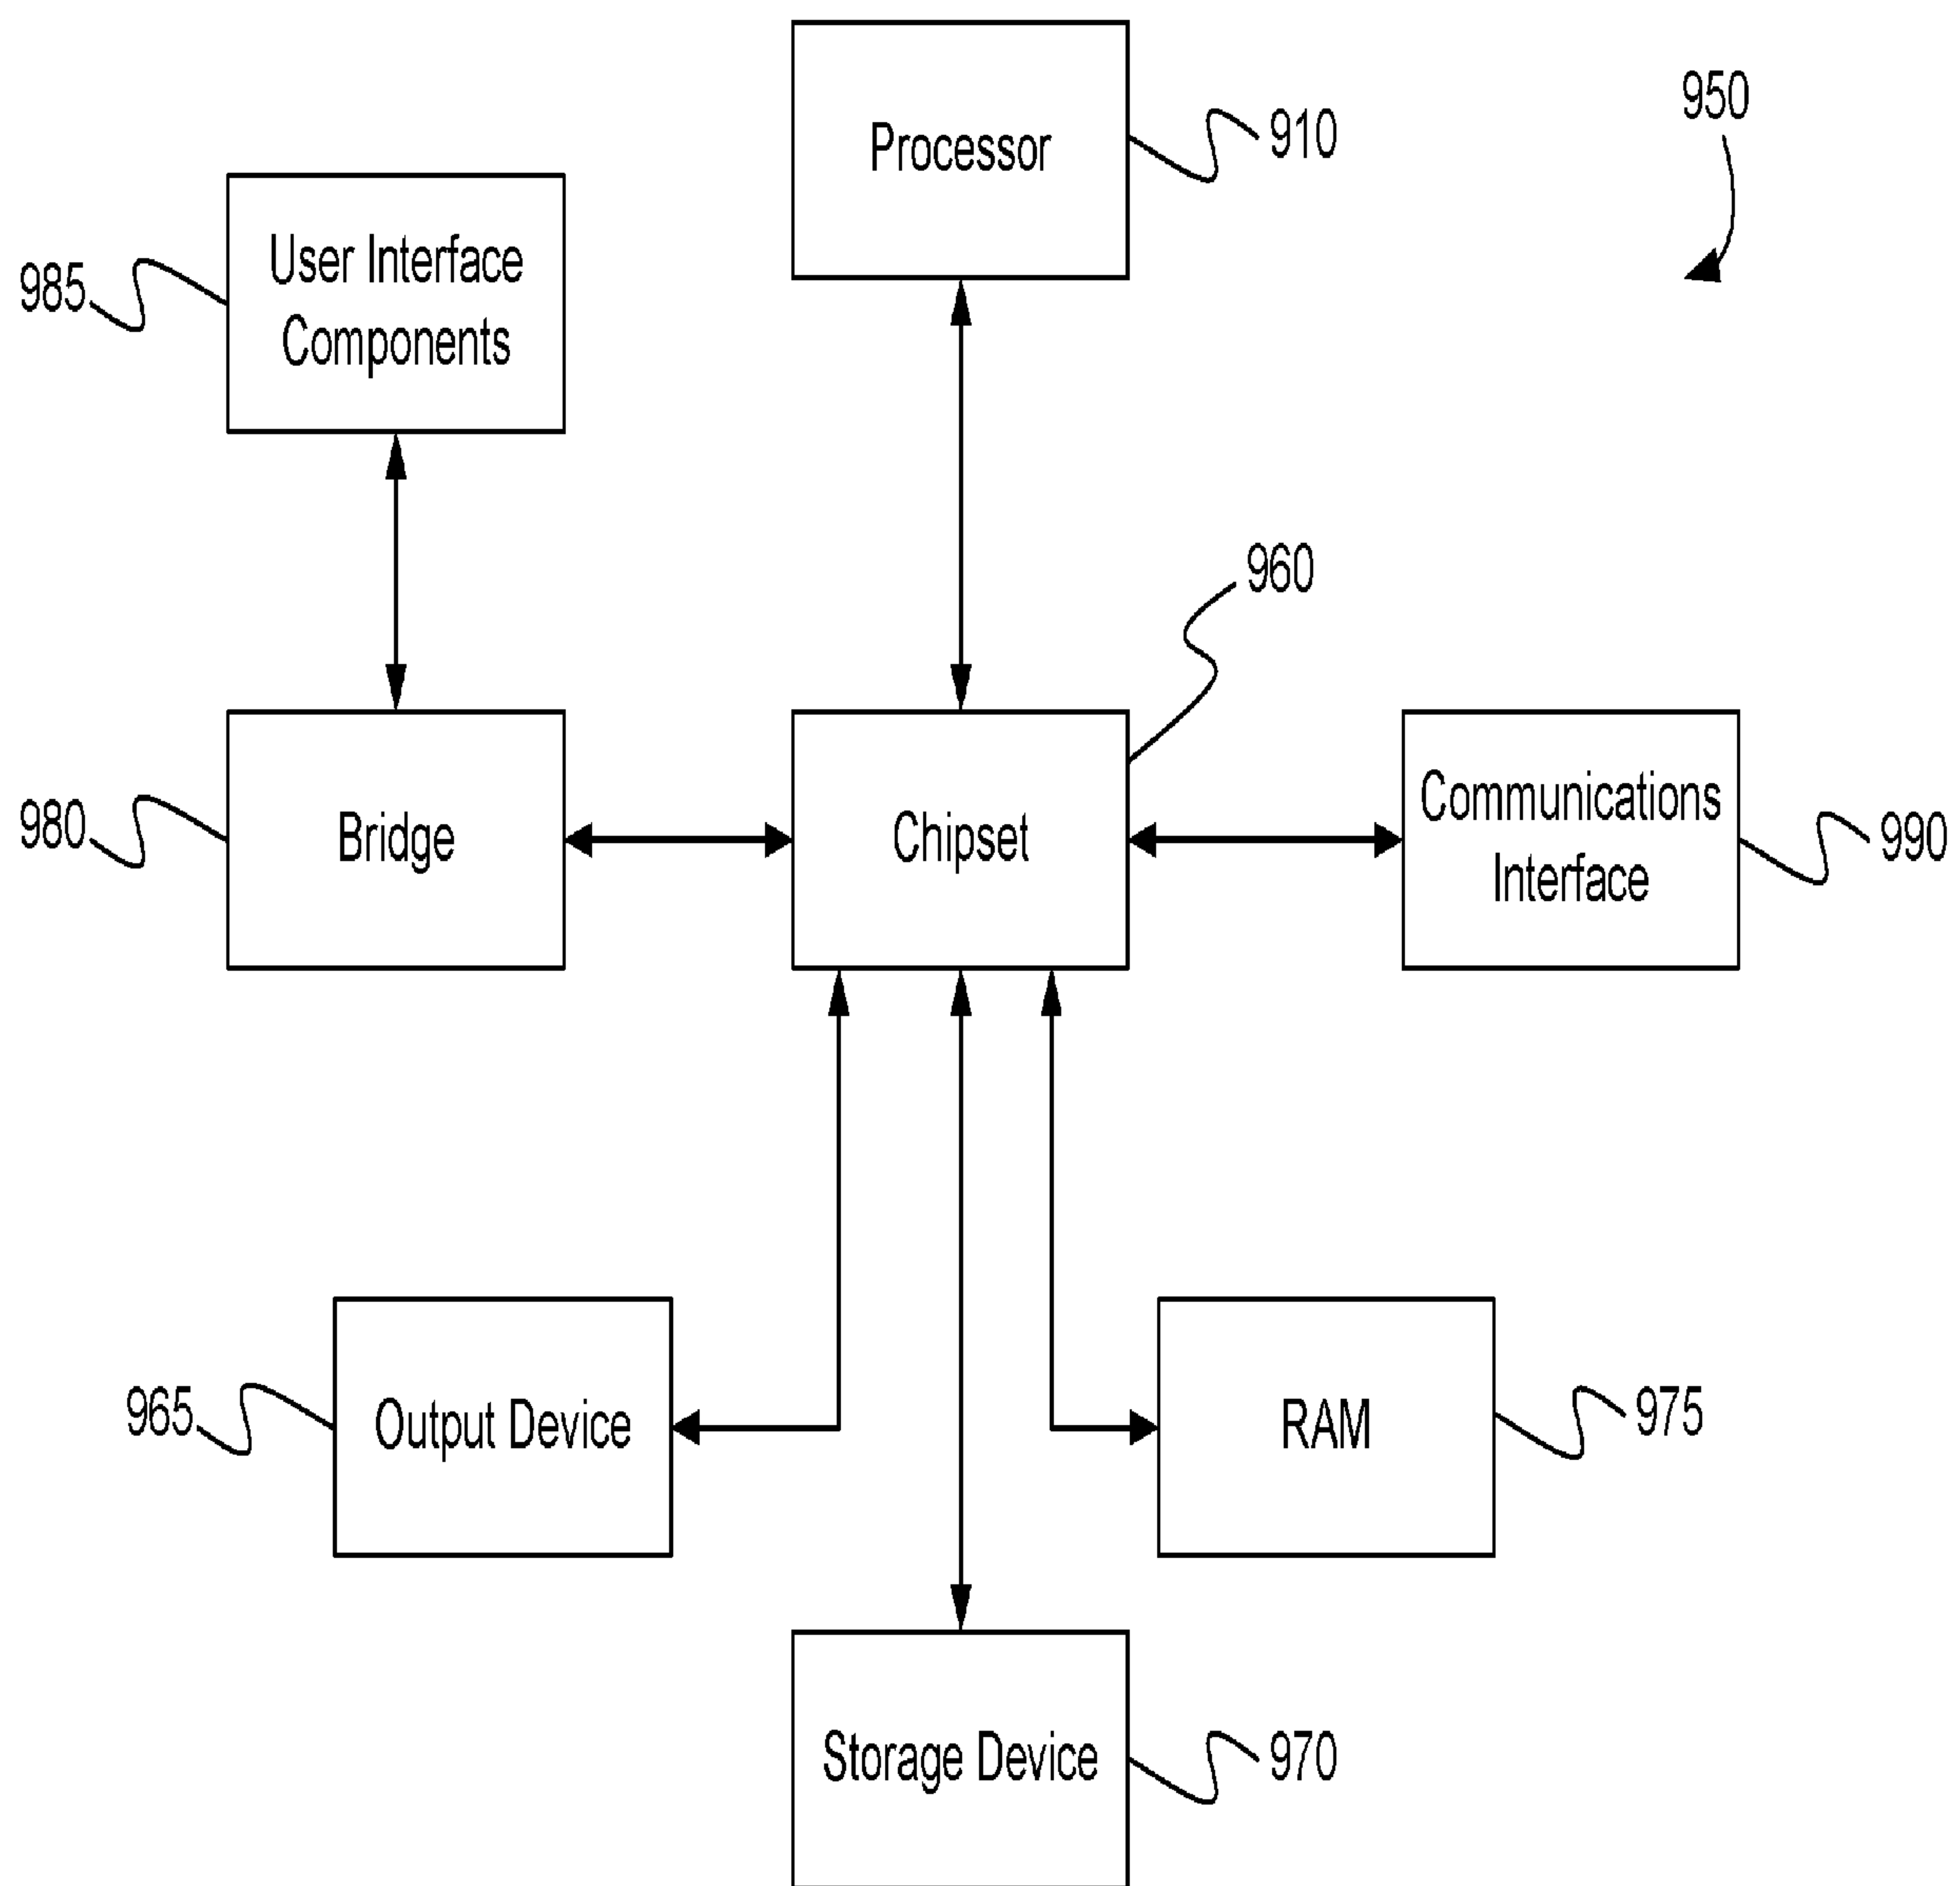 950
Processor
910
User Interface
Components
985
960
980
Bridge
Chipset
Communications
Interface
990
965
Output Device
RAM
975
Storage Device
970